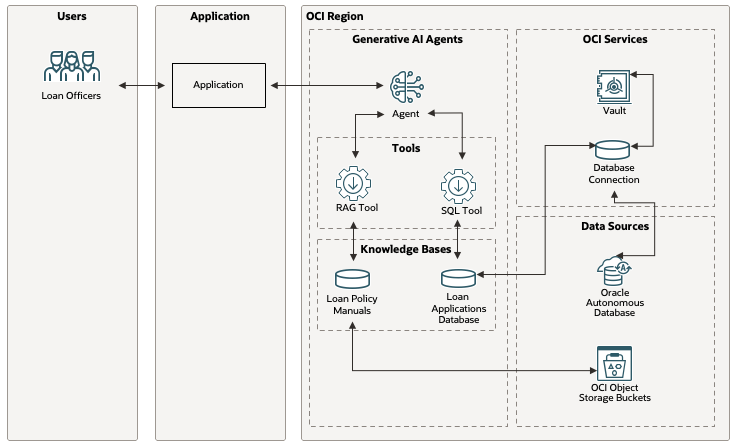 Users
Loan Officers
Application
Application
OCI Region
Generative AI Agents
Agent
Tools
RAG Tool
SQL Tool
Knowledge Bases
Loan Policy
Manuals
Loan
Applications
Database
OCI Services
Vault
Database
Connection
Data Sources
A
Oracle
Autonomous
Database
OCI Object
Storage Buckets